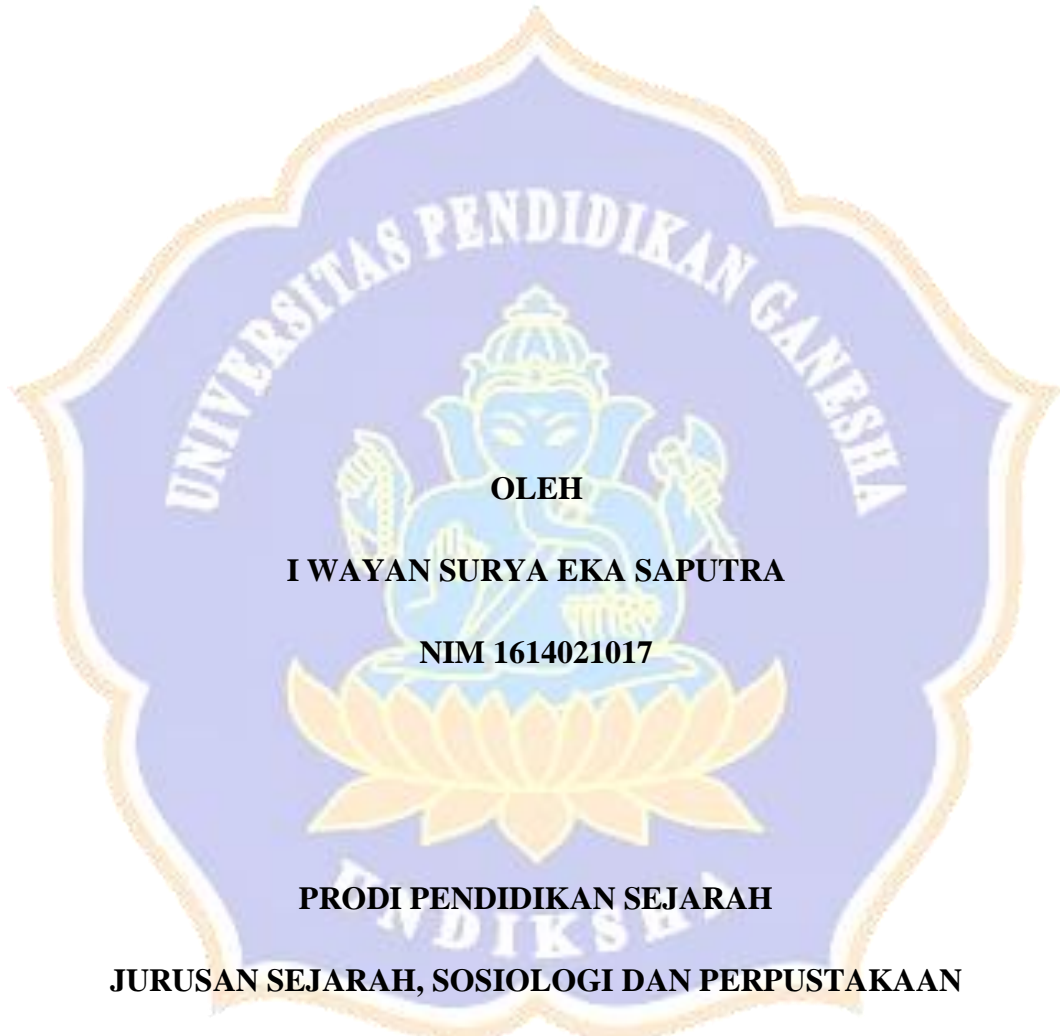 UNIVERSITAS PENDIDIKAN GANESHA
OLEH
I WAYAN SURYA EKA SAPUTRA
NIM 1614021017
PRODI PENDIDIKAN SEJARAH
UNDIKSHA
JURUSAN SEJARAH, SOSIOLOGI DAN PERPUSTAKAAN